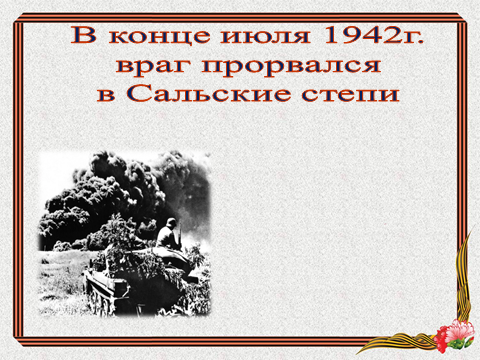 В конце июля 1942г.
враг прорвался
в Сальские степи